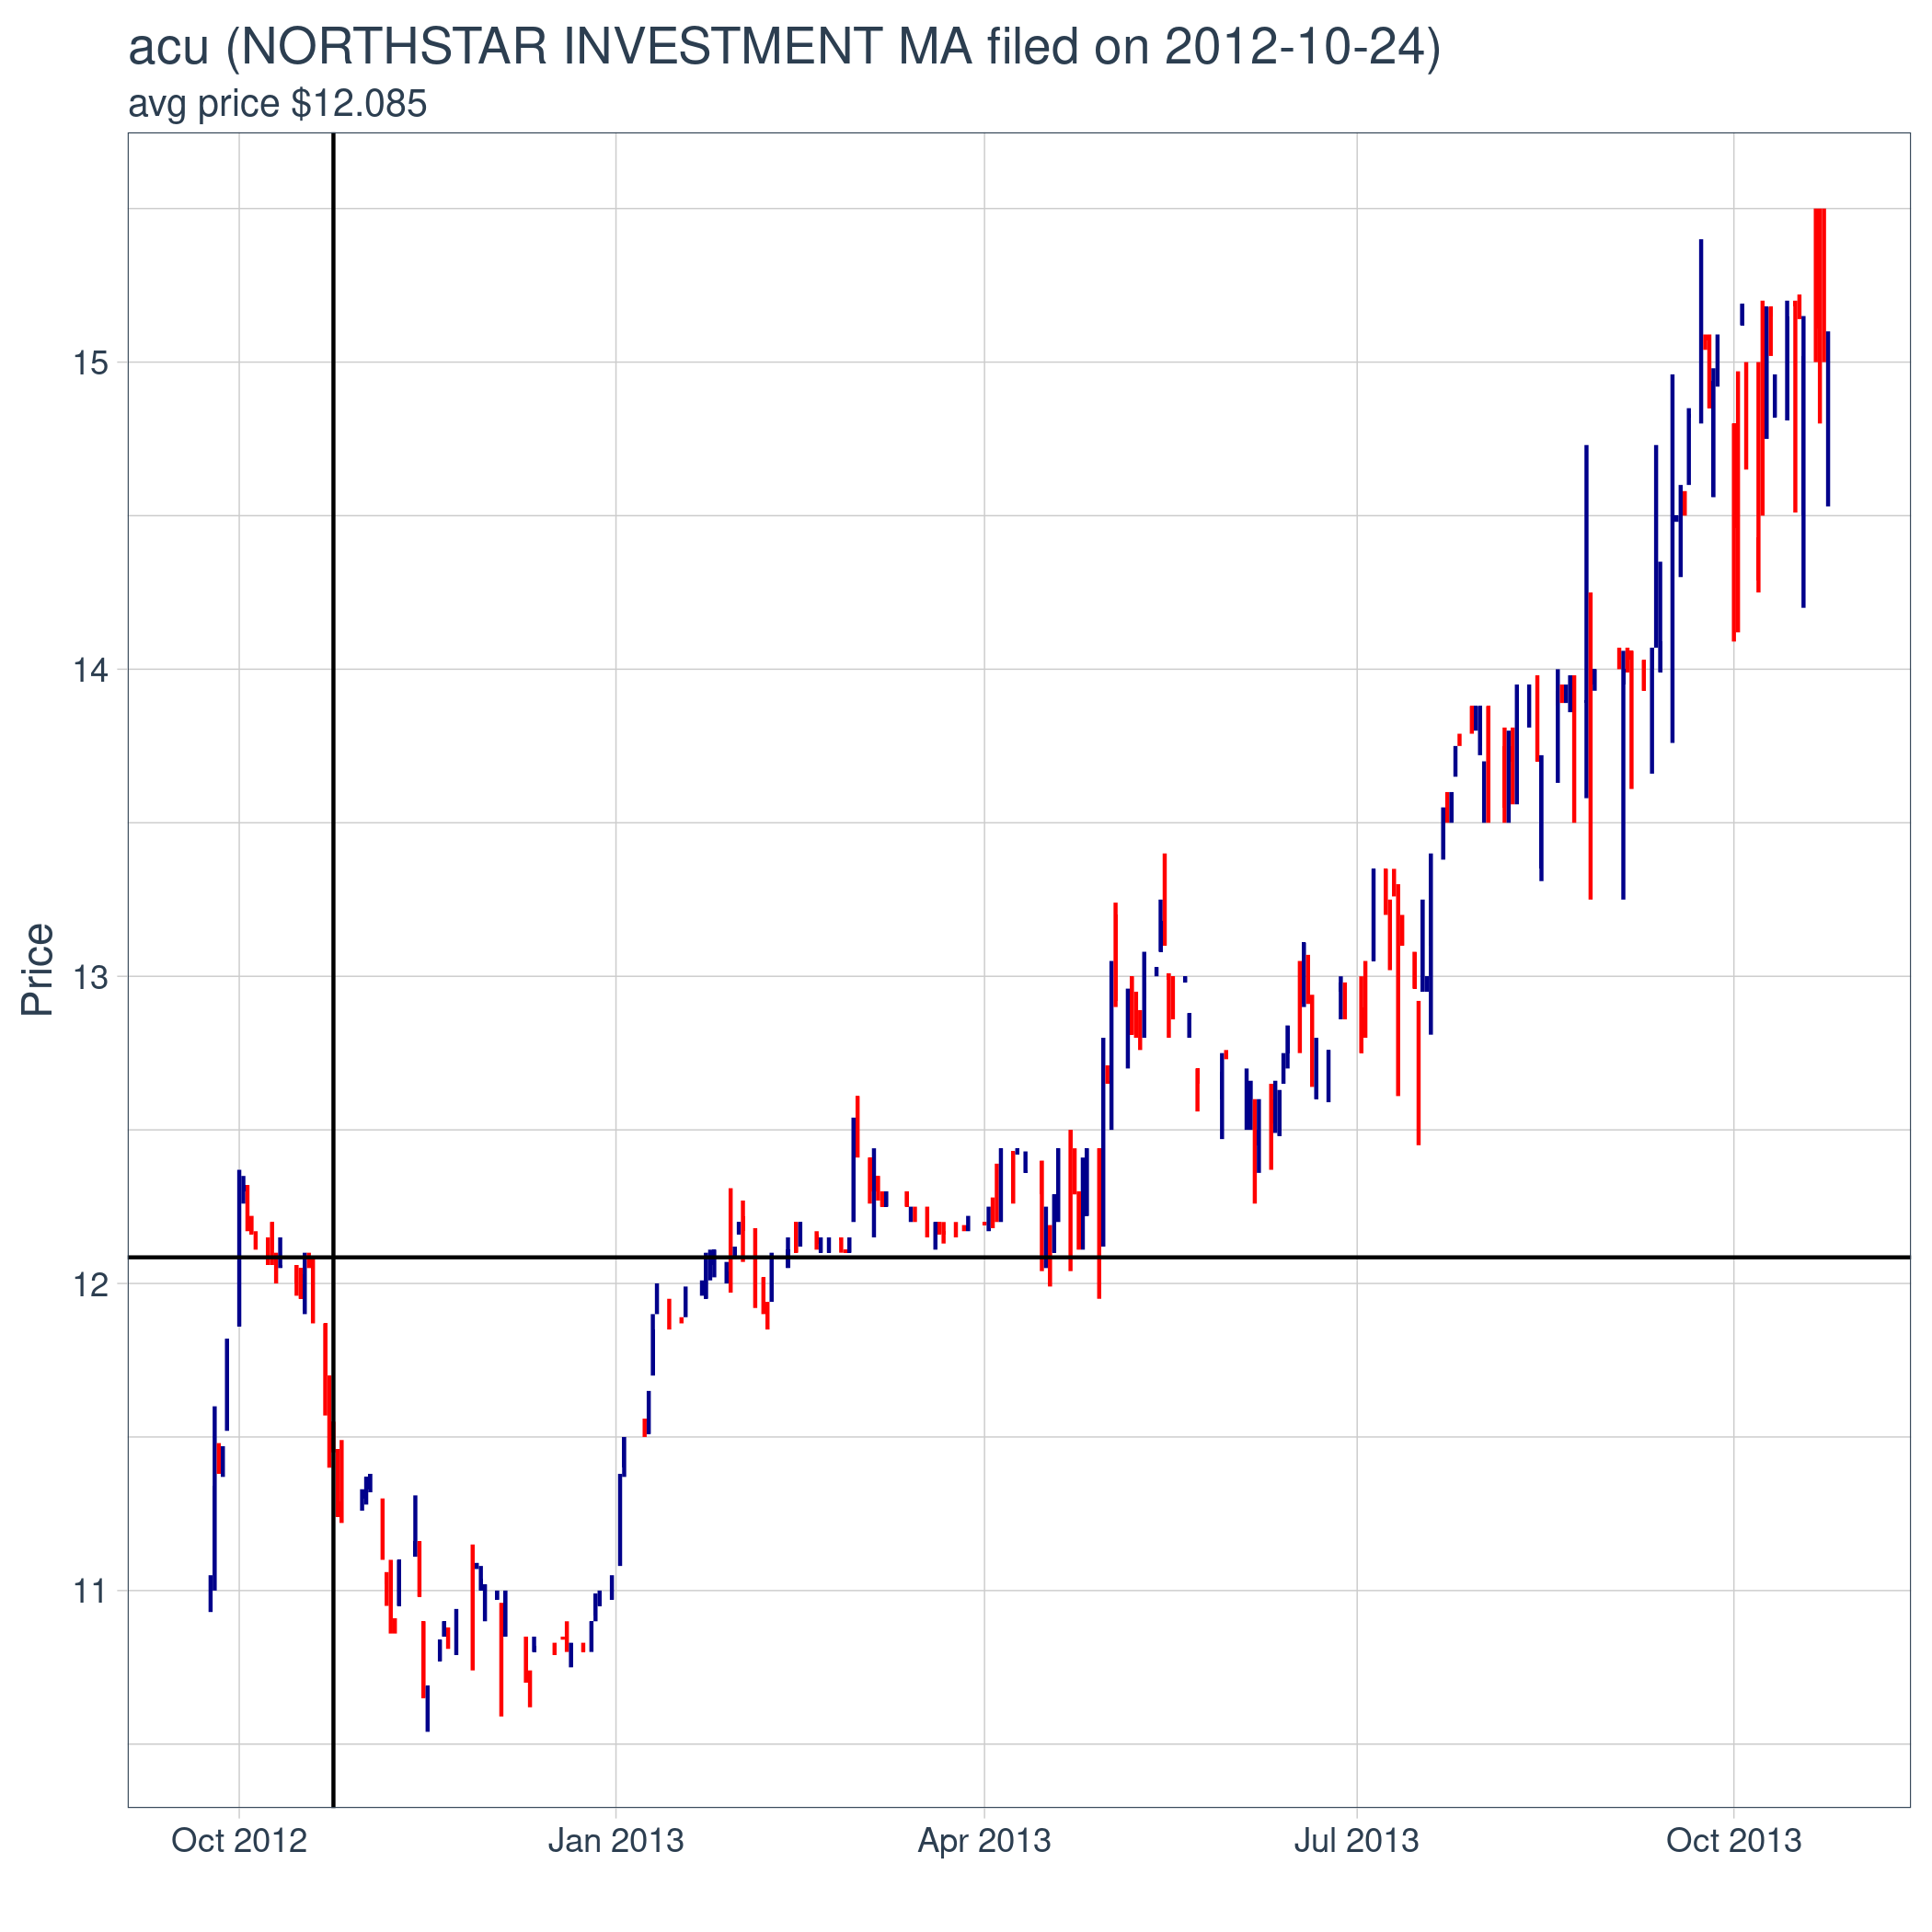 acu (NORTHSTAR INVESTMENT MA filed on 2012-10-24)
avg price $12.085
Price
15
14
13
12
11
Oct 2012
Jan 2013
Apr 2013
Jul 2013
Oct 2013